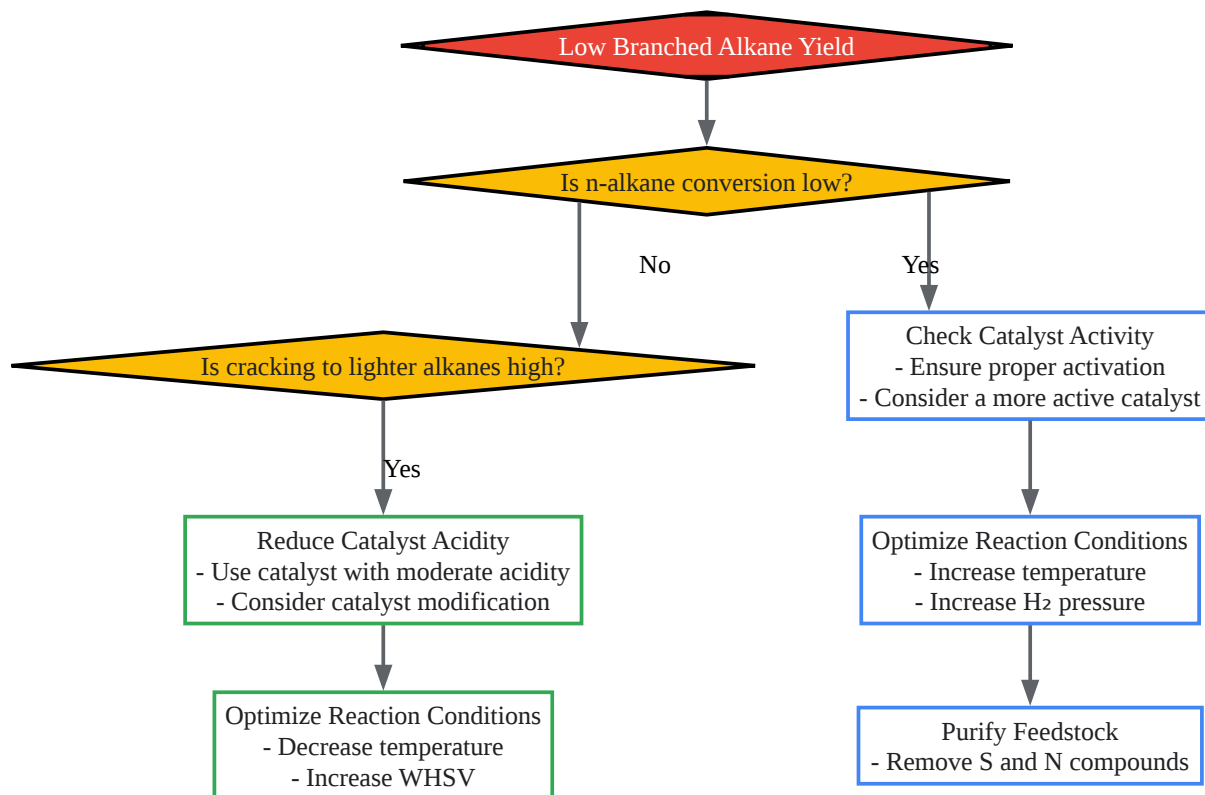 Low Branched Alkane Yield
Is n-alkane conversion low?
No
Yes
Is cracking to lighter alkanes high?
Check Catalyst Activity
- Ensure proper activation
- Consider a more active catalyst
Yes
Reduce Catalyst Acidity
- Use catalyst with moderate acidity
- Consider catalyst modification
Optimize Reaction Conditions
- Increase temperature
- Increase H₂ pressure
Optimize Reaction Conditions
- Decrease temperature
- Increase WHSV
Purify Feedstock
- Remove S and N compounds